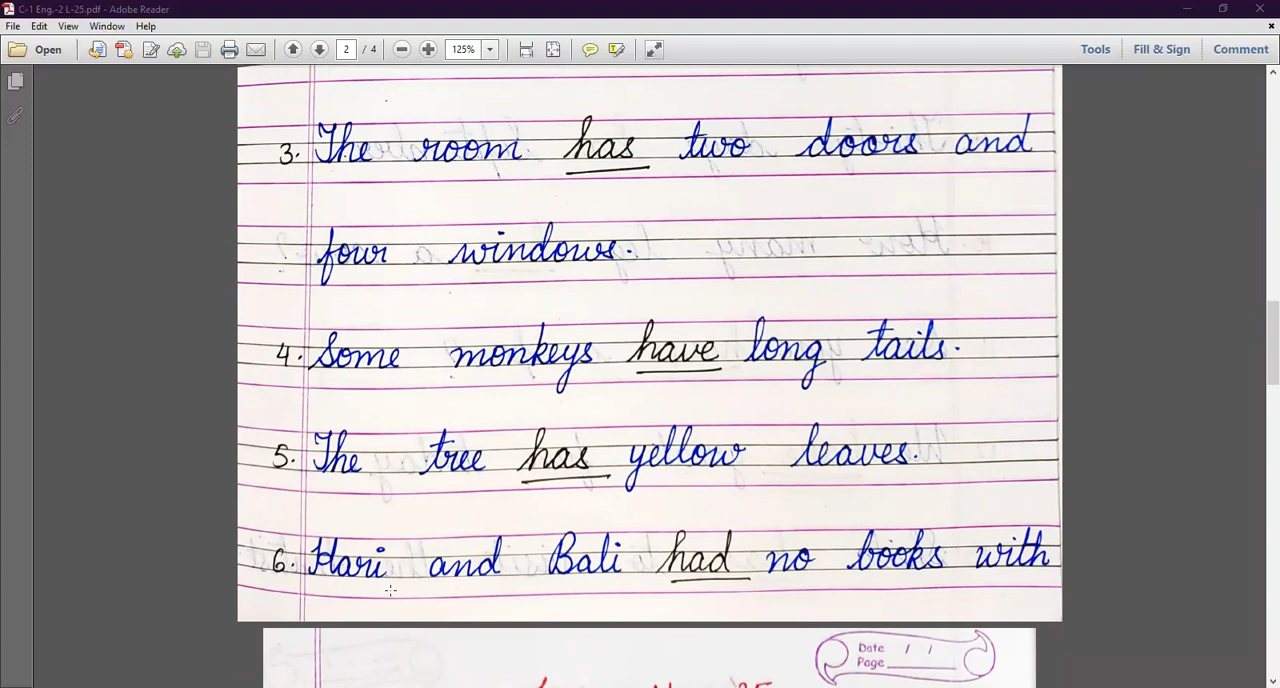 C-1 Eng.-2 L-25.pdf - Adobe Reader
File Edit View Window Help
Open 2 / 4 125% Tools Fill & Sign Comment
3. The room has two doors and
four windows.
4. Some monkeys have long tails.
5. The tree has yellow leaves.
6. Hari and Bali had no books with
Date / /
Page